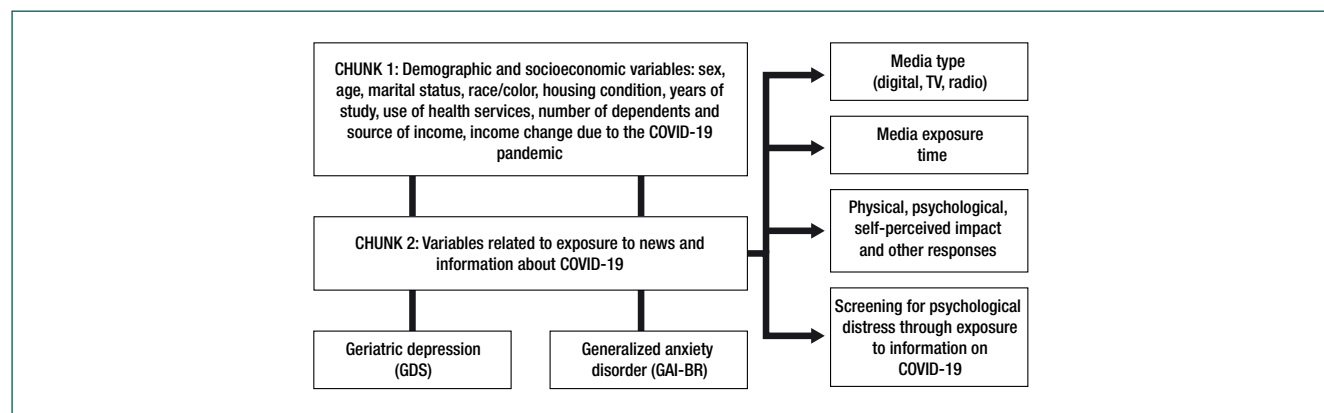 CHUNK 1: Demographic and socioeconomic variables: sex,
age, marital status, race/color, housing condition, years of
study, use of health services, number of dependents and
source of income, income change due to the COVID-19
pandemic
CHUNK 2: Variables related to exposure to news and
information about COVID-19
Geriatric depression
(GDS)
Generalized anxiety
disorder (GAI-BR)
Media type
(digital, TV, radio)
Media exposure
time
Physical, psychological,
self-perceived impact
and other responses
Screening for psychological
distress through exposure
to information on
COVID-19